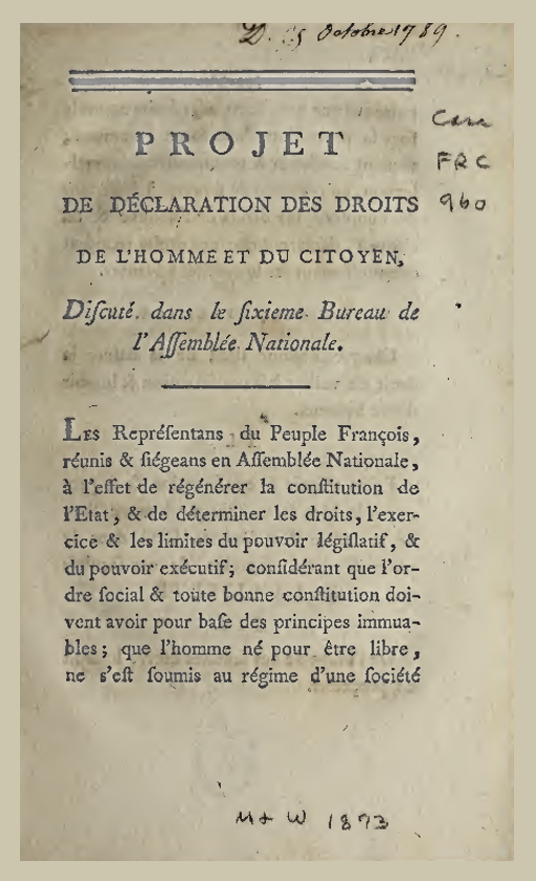 Octobre 1789.
Case
FRC
960
PROJET
DE DÉCLARATION DES DROITS
DE L'HOMME ET DU CITOYEN,
Diſcuté dans le ſixieme Bureau de
l'Aſſemblée Nationale.
LES Repréſentans du Peuple François,
réunis & ſiégeans en Aſſemblée Nationale,
à l'effet de régénérer la conſtitution de
l'Etat, & de déterminer les droits, l'exer-
cice & les limites du pouvoir légiſlatif, &
du pouvoir exécutif; conſidérant que l'or-
dre ſocial & toute bonne conſtitution doi-
vent avoir pour baſe des principes immua-
bles; que l'homme né pour être libre,
ne s'eſt ſoumis au régime d'une ſociété
M+W 1873